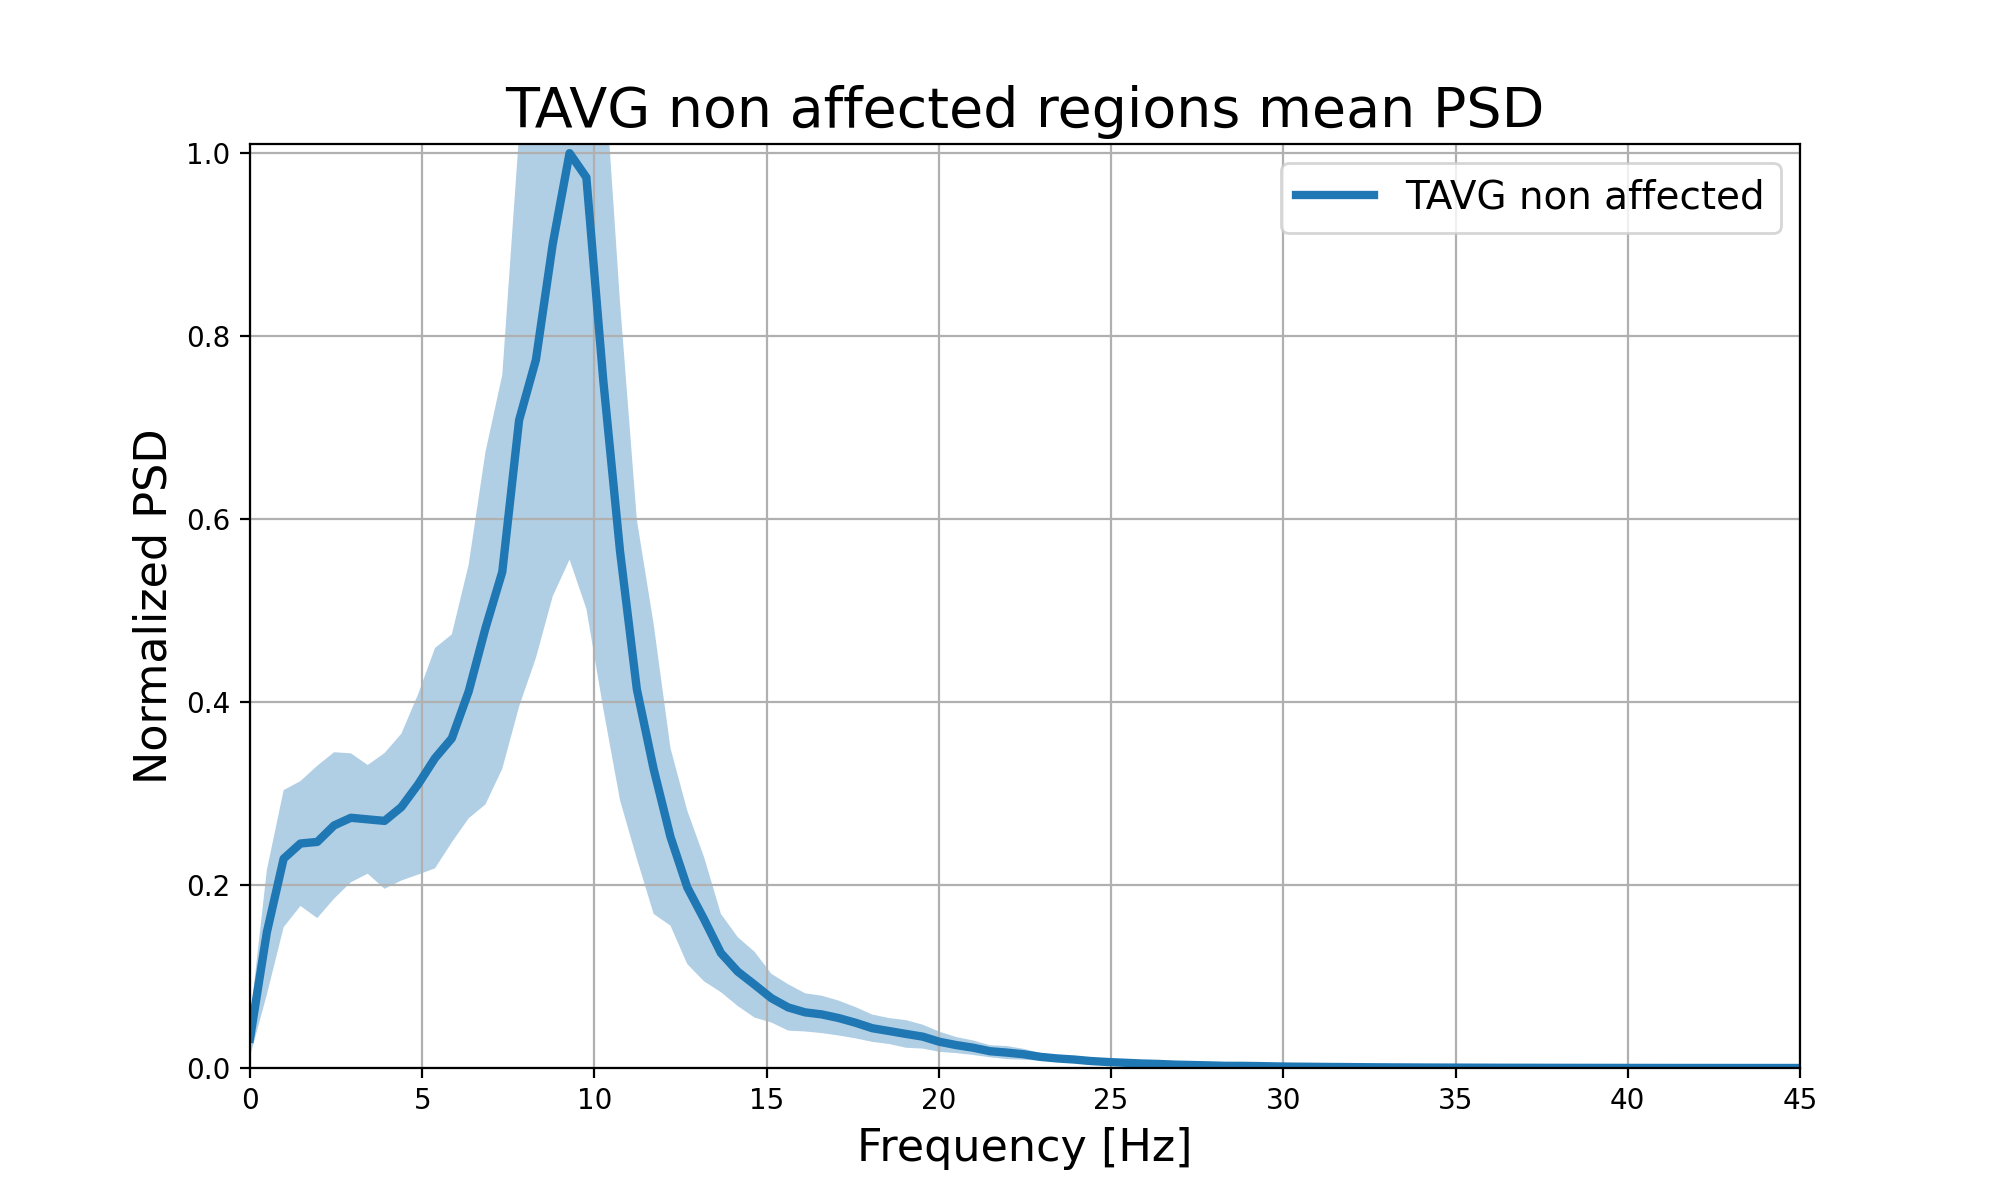 TAVG non affected regions mean PSD
TAVG non affected
Normalized PSD
1.0
0.8
0.6
0.4
0.2
0.0
0 5 10 15 20 25 30 35 40 45
Frequency [Hz]